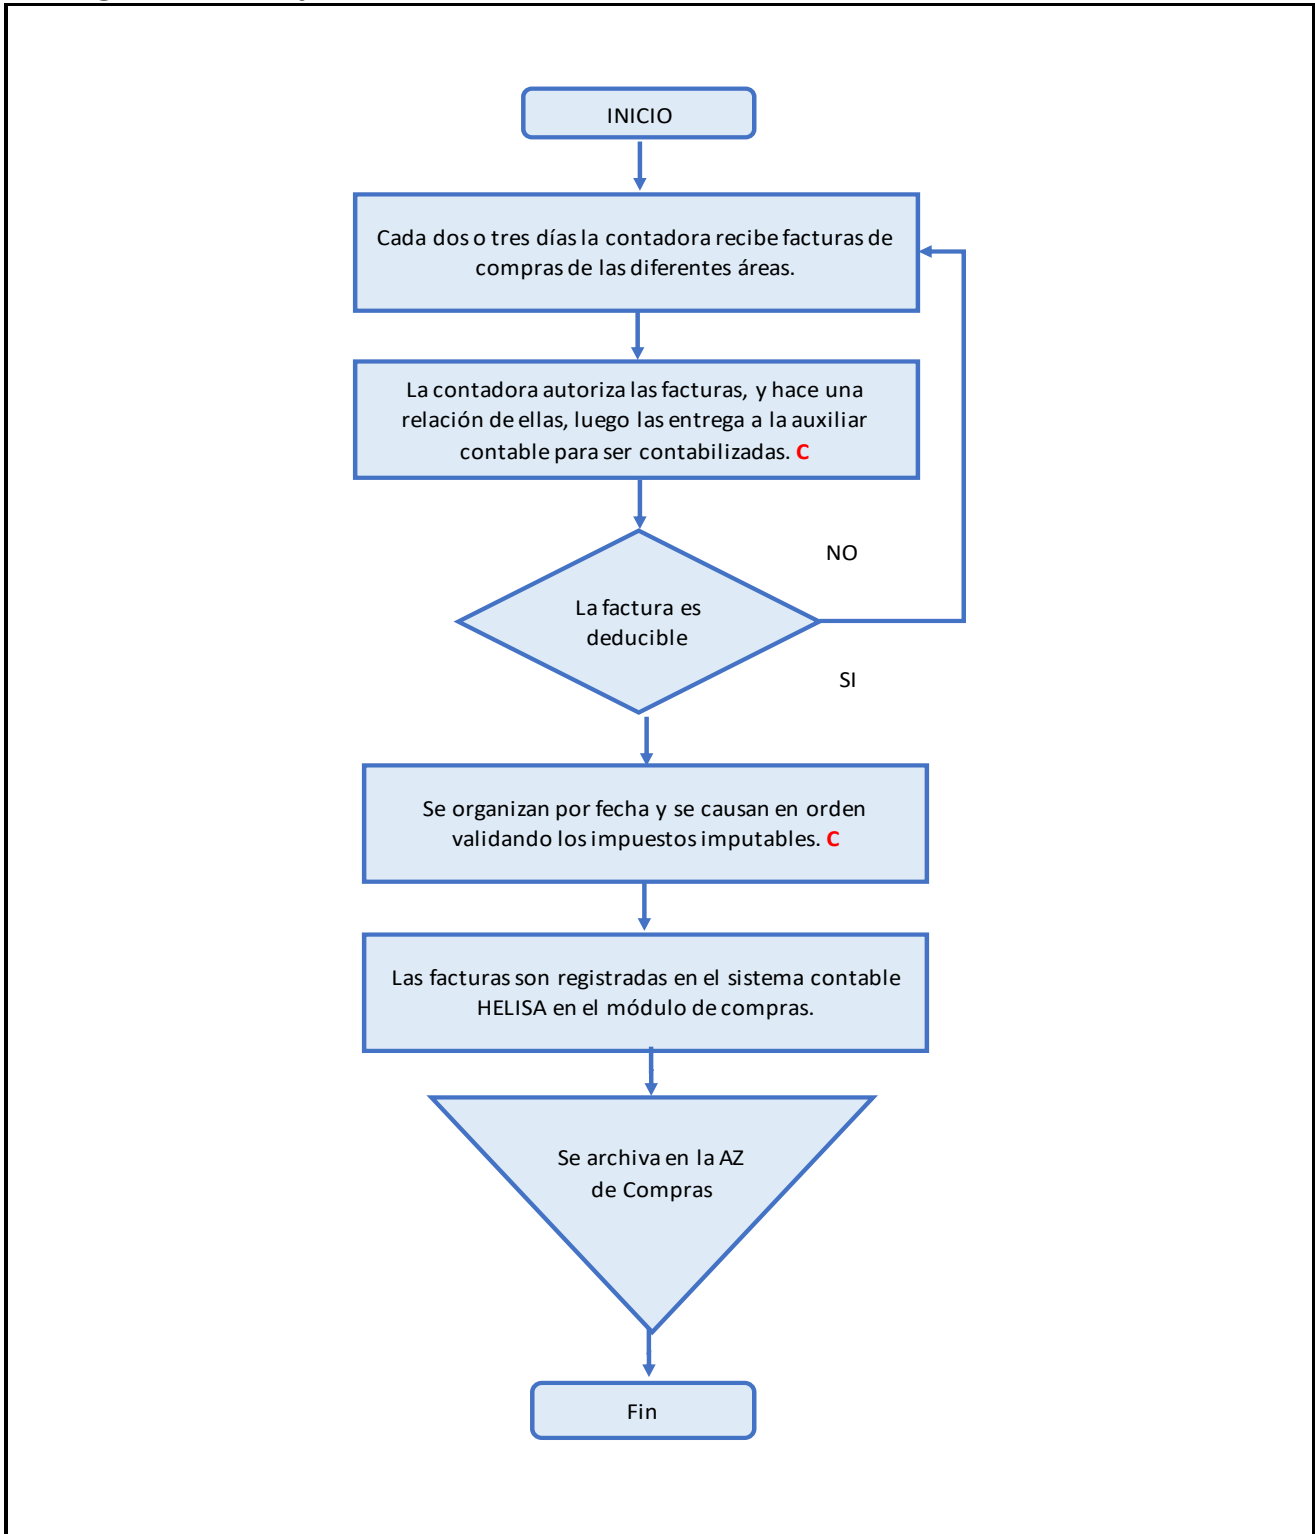 INICIO
Cada dos o tres días la contadora recibe facturas de
compras de las diferentes áreas.
La contadora autoriza las facturas, y hace una
relación de ellas, luego las entrega a la auxiliar
contable para ser contabilizadas. C
NO
La factura es
deducible
SI
Se organizan por fecha y se causan en orden
validando los impuestos imputables. C
Las facturas son registradas en el sistema contable
HELISA en el módulo de compras.
Se archiva en la AZ
de Compras
Fin